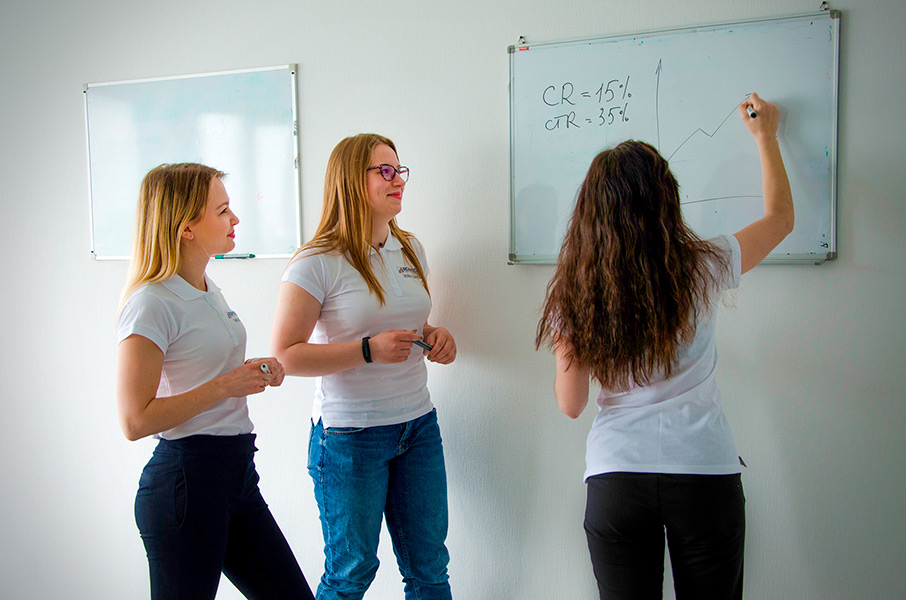 CR = 15%
CTR = 35%